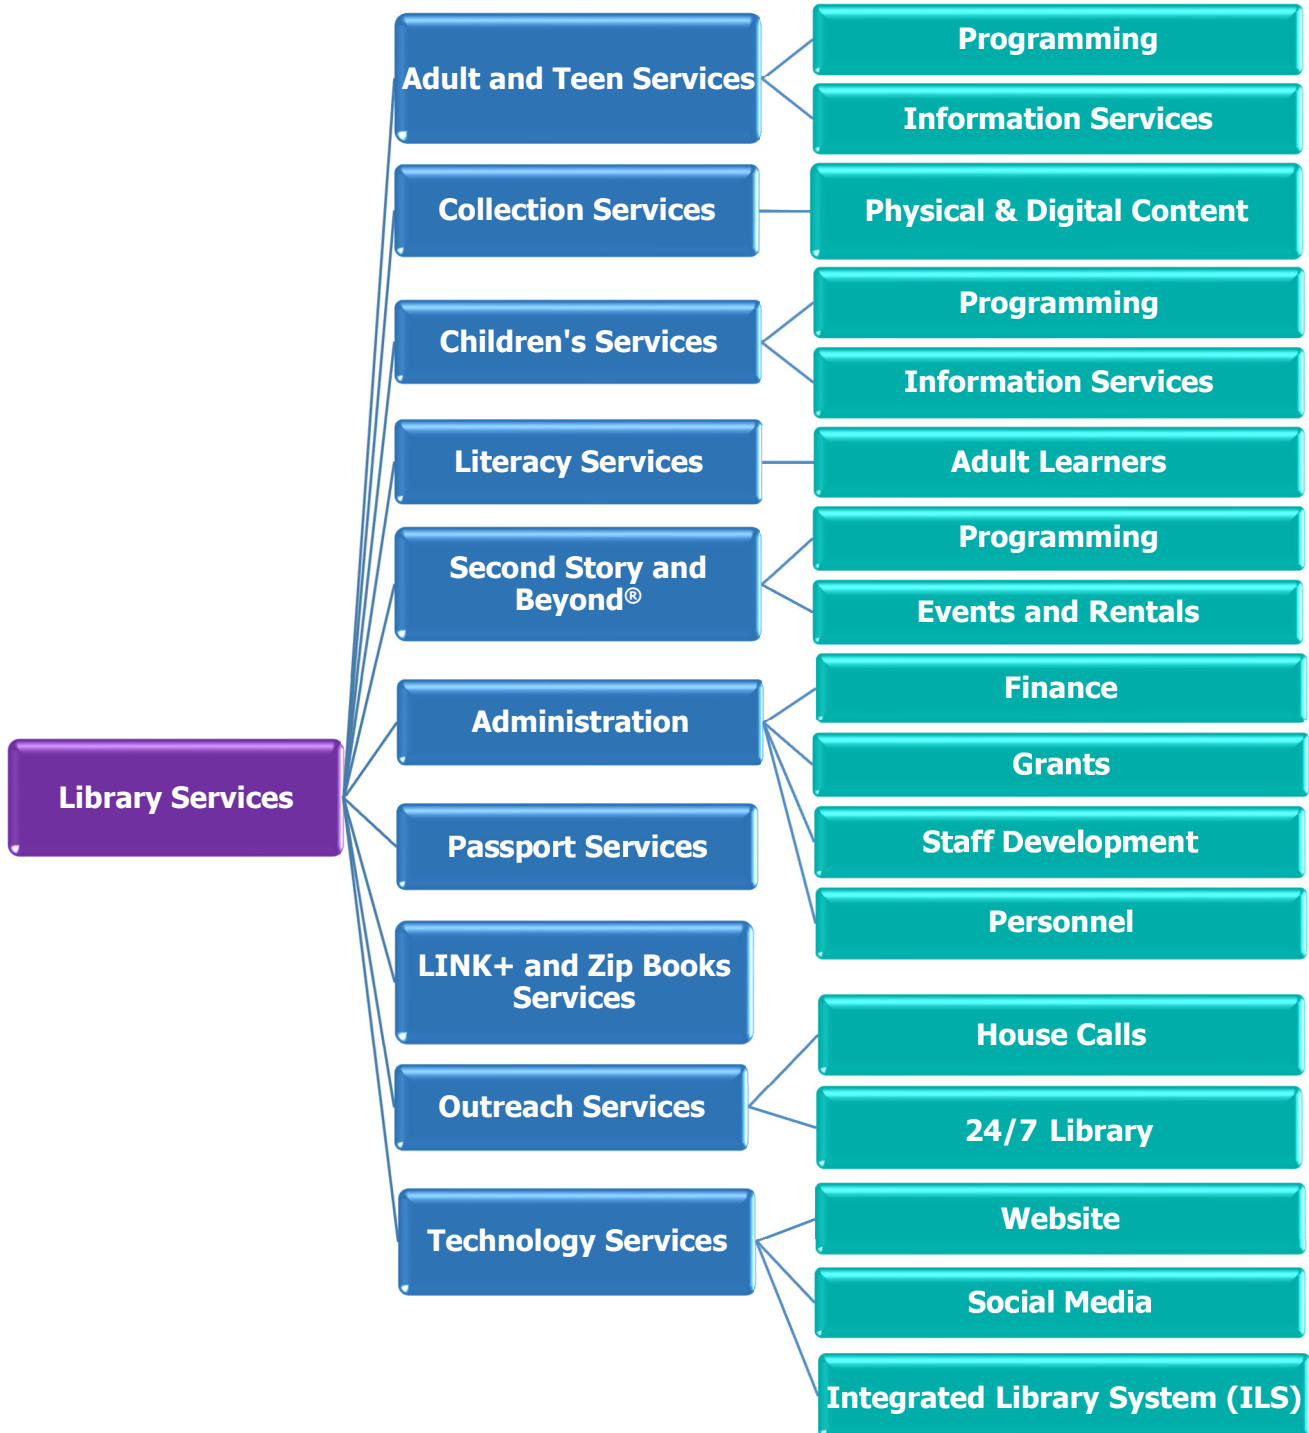 Programming
Adult and Teen Services
Information Services
Collection Services
Physical & Digital Content
Programming
Children's Services
Information Services
Literacy Services
Adult Learners
Programming
Second Story and
Beyond®
Events and Rentals
Finance
Administration
Grants
Library Services
Staff Development
Passport Services
Personnel
LINK+ and Zip Books
Services
House Calls
Outreach Services
24/7 Library
Website
Technology Services
Social Media
Integrated Library System (ILS)